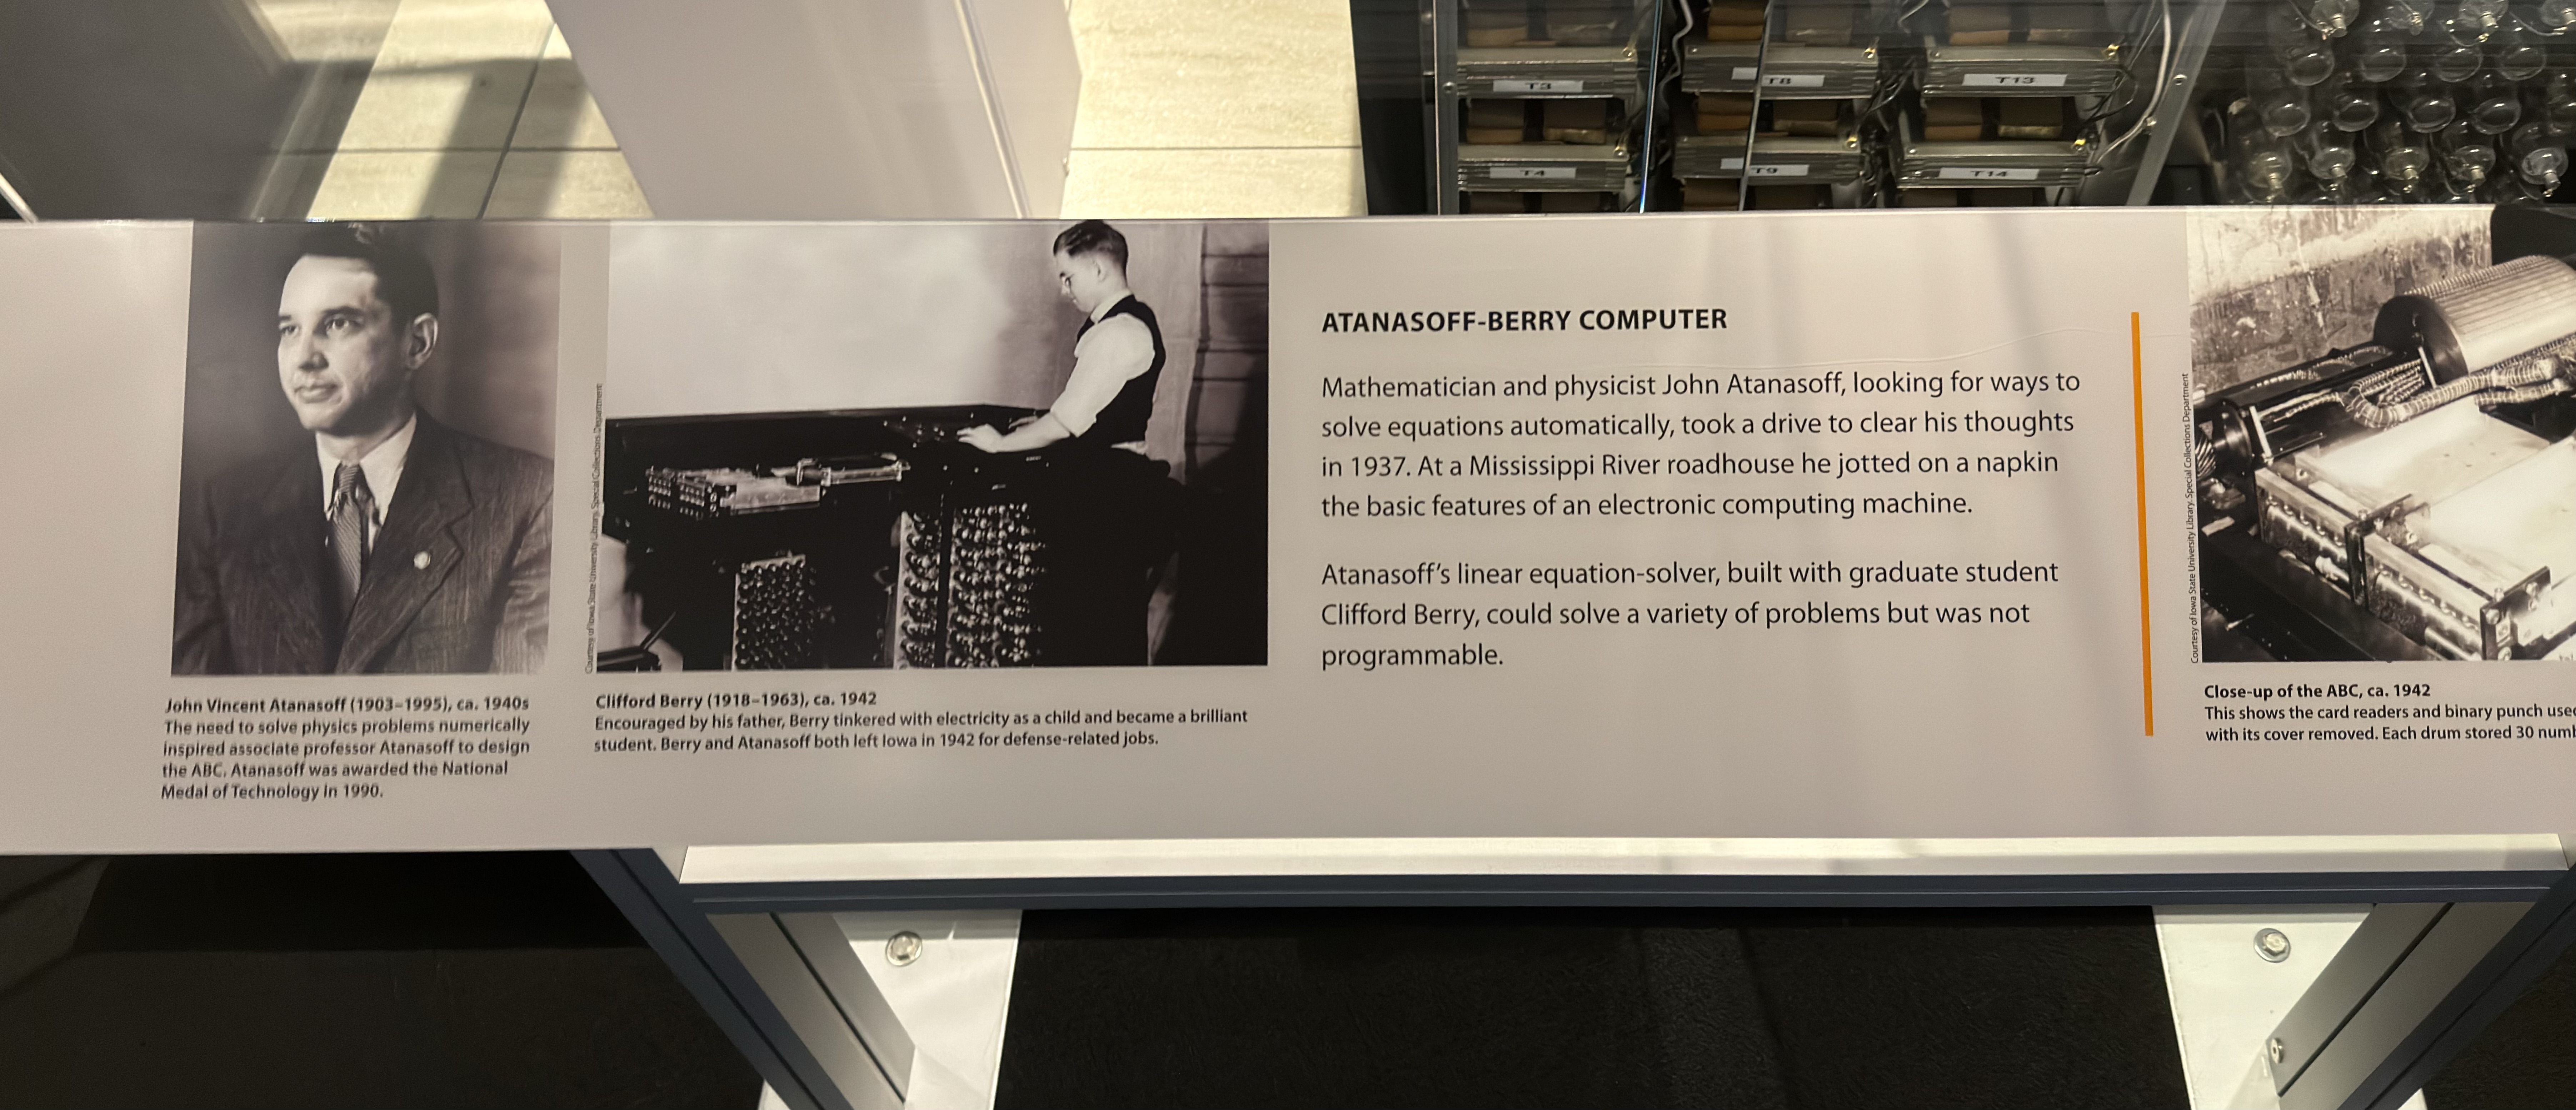 T3
T8
T13
T4
T9
T14
Courtesy of Iowa State University Library, Special Collections Department
John Vincent Atanasoff (1903–1995), ca. 1940s
The need to solve physics problems numerically
inspired associate professor Atanasoff to design
the ABC. Atanasoff was awarded the National
Medal of Technology in 1990.
Clifford Berry (1918–1963), ca. 1942
Encouraged by his father, Berry tinkered with electricity as a child and became a brilliant
student. Berry and Atanasoff both left Iowa in 1942 for defense-related jobs.
ATANASOFF-BERRY COMPUTER
Mathematician and physicist John Atanasoff, looking for ways to
solve equations automatically, took a drive to clear his thoughts
in 1937. At a Mississippi River roadhouse he jotted on a napkin
the basic features of an electronic computing machine.
Atanasoff’s linear equation-solver, built with graduate student
Clifford Berry, could solve a variety of problems but was not
programmable.
Courtesy of Iowa State University Library, Special Collections Department
Close-up of the ABC, ca. 1942
This shows the card readers and binary punch
with its cover removed. Each drum stored 30